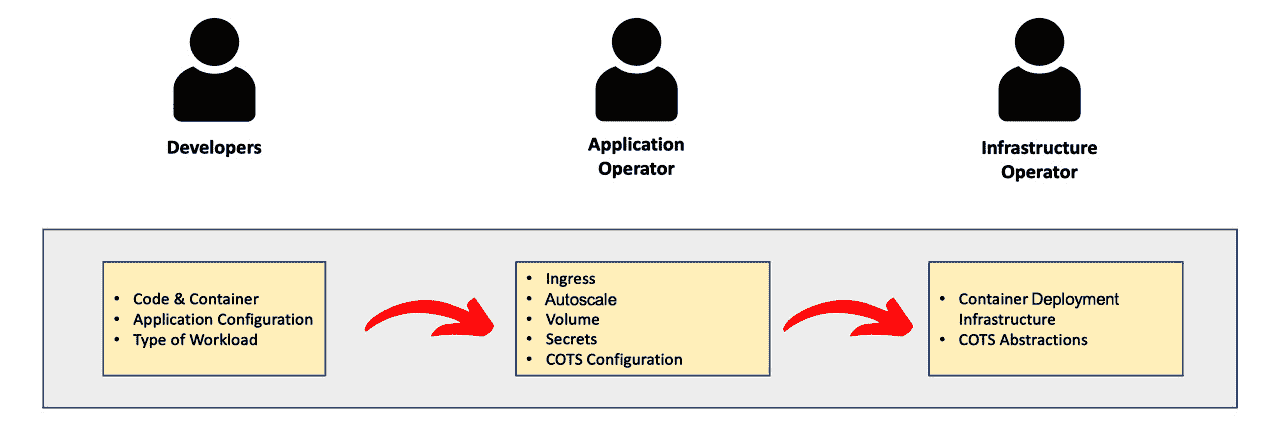 Developers
Application
Operator
Infrastructure
Operator
• Code & Container
• Application Configuration
• Type of Workload
• Ingress
• Autoscale
• Volume
• Secrets
• COTS Configuration
• Container Deployment
Infrastructure
• COTS Abstractions